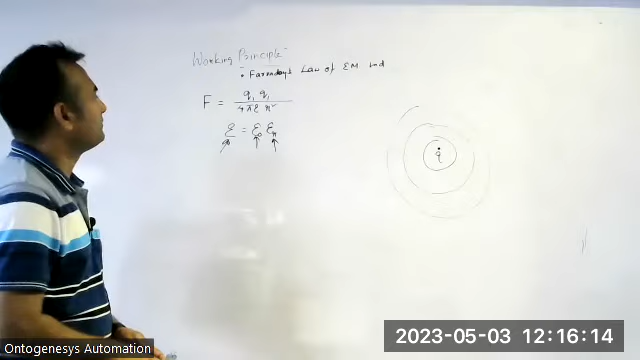 Working Principle
• Faraday's Law of EM ind
F = q₁ q₁ / 4πε r²
ε = ε₀ εᵣ
q
Ontogenesys Automation
2023-05-03 12:16:14